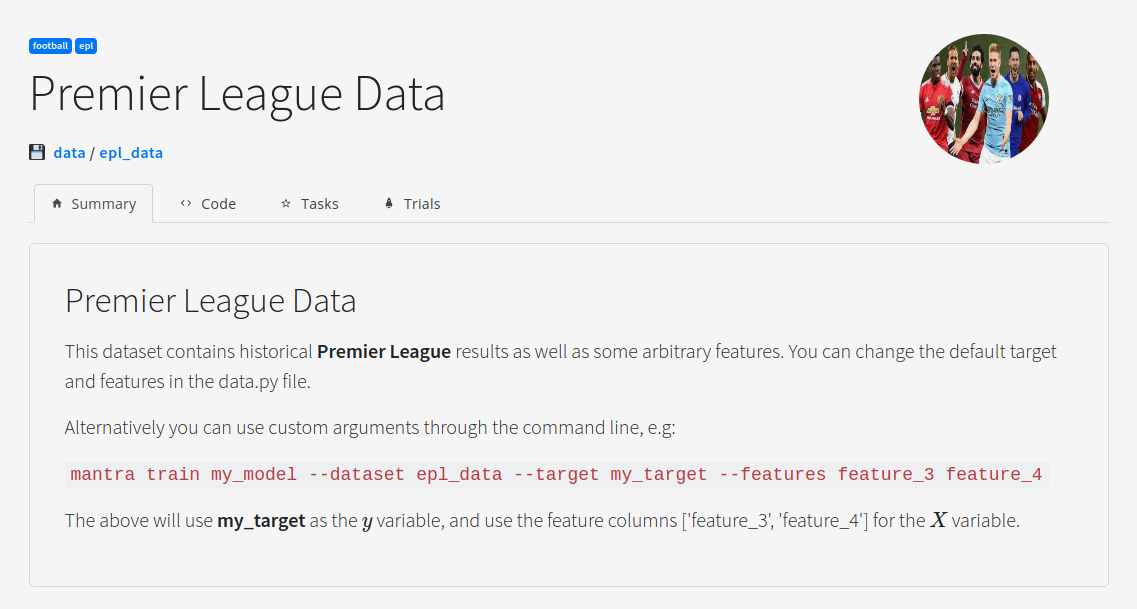 football epl
Premier League Data
data / epl_data
Summary Code Tasks Trials
Premier League Data
This dataset contains historical Premier League results as well as some arbitrary features. You can change the default target
and features in the data.py file.
Alternatively you can use custom arguments through the command line, e.g:
mantra train my_model --dataset epl_data --target my_target --features feature_3 feature_4
The above will use my_target as the y variable, and use the feature columns ['feature_3', 'feature_4'] for the X variable.